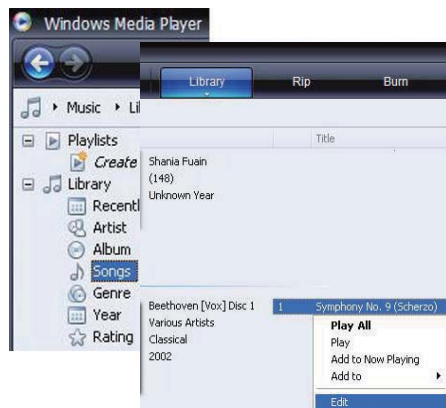 Windows Media Player
Music
Library
Rip
Burn
Title
Playlists
Create
Library
Artist
Album
Songs
Genre
Year
Rating
Shania Fuain
(148)
Unknown Year
Beethoven [Vox] Disc 1
Various Artists
Classical
2002
1 Symphony No. 9 (Scherzo)
Play All
Play
Add to Now Playing
Add to
Edit